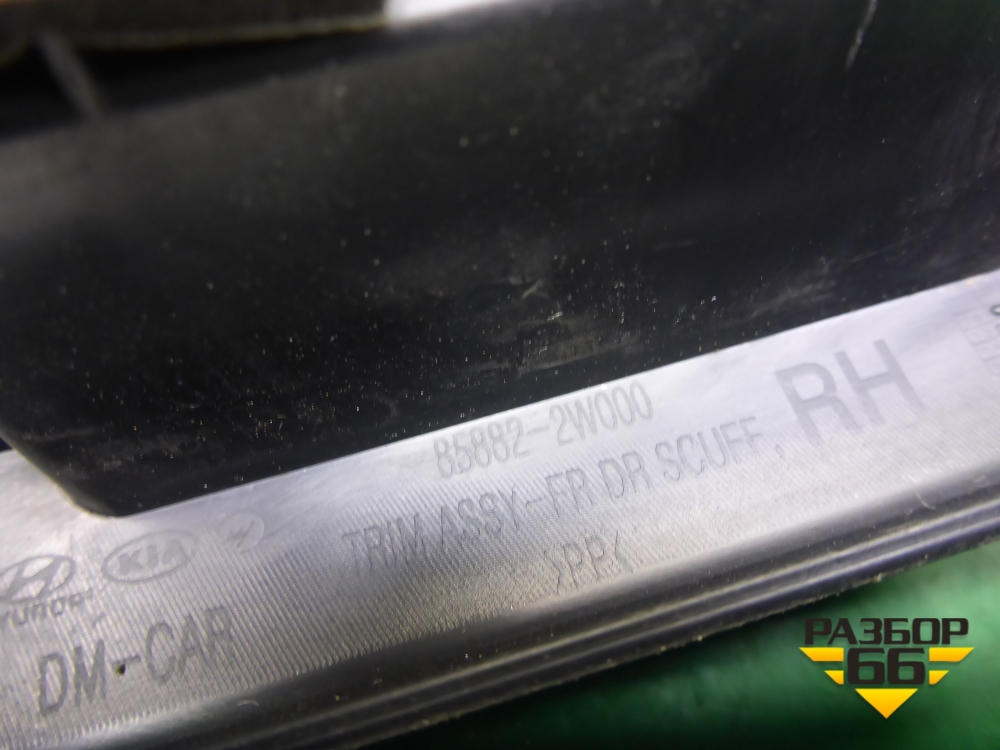 85882-2W000
TRIM ASSY-FR DR SCUFF, RH
>PP<
HYUNDAI KIA
DM-CAR
РАЗБОР
66